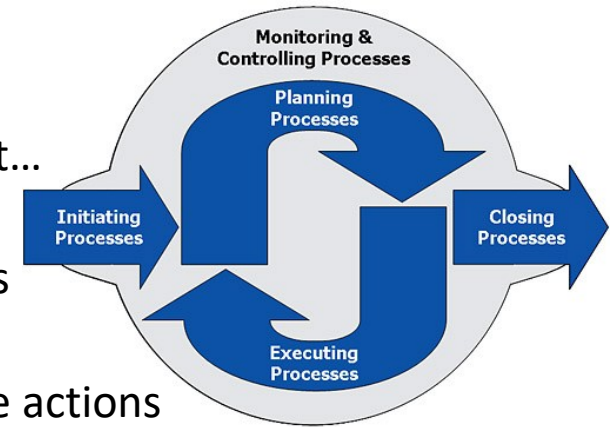 Monitoring &
Controlling Processes
Planning
Processes
t...
Initiating
Processes
Closing
Processes
s
Executing
Processes
e actions